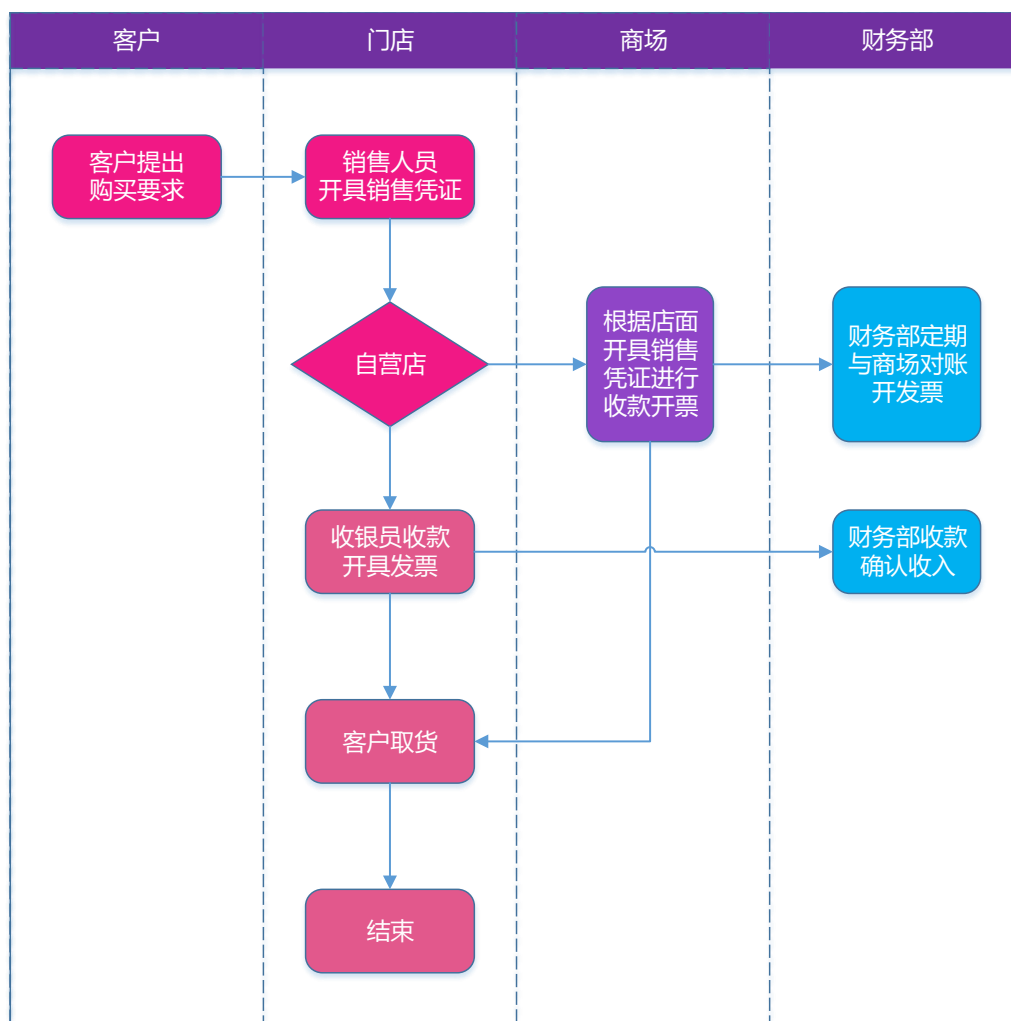 客户
门店
商场
财务部
客户提出
购买要求
销售人员
开具销售凭证
自营店
根据店面
开具销售
凭证进行
收款开票
财务部定期
与商场对账
开发票
收银员收款
开具发票
财务部收款
确认收入
客户取货
结束